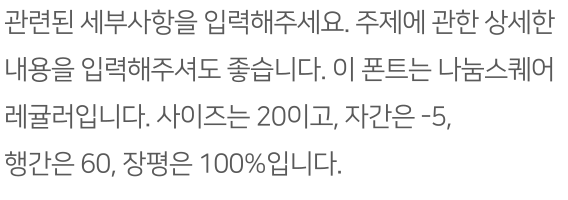 관련된 세부사항을 입력해주세요. 주제에 관한 상세한
내용을 입력해주셔도 좋습니다. 이 폰트는 나눔스퀘어
레귤러입니다. 사이즈는 20이고, 자간은 -5,
행간은 60, 장평은 100%입니다.